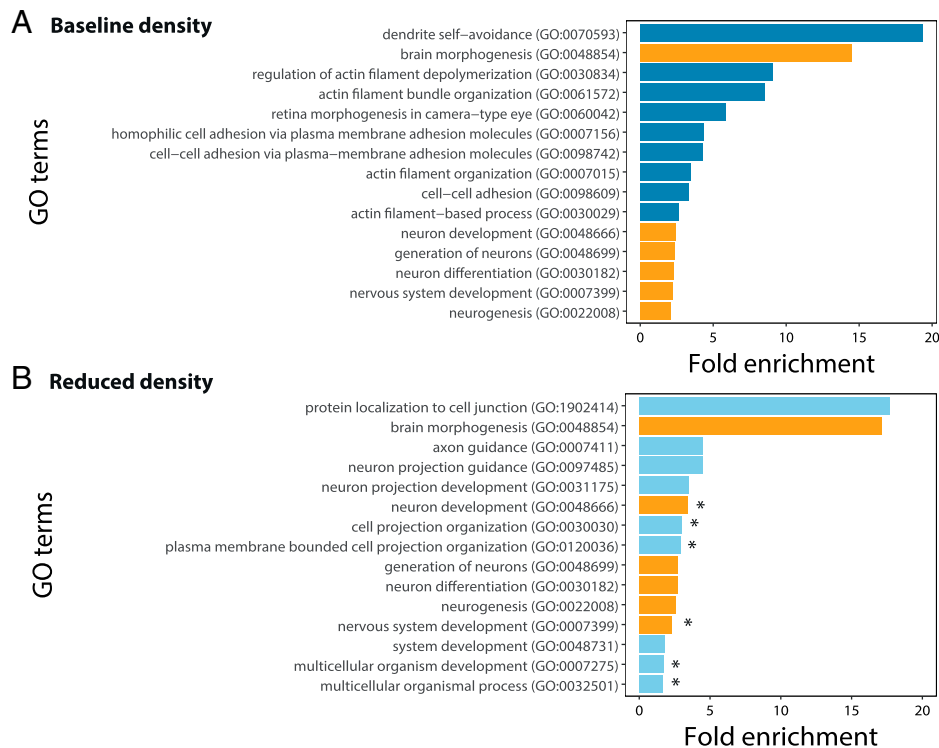 A Baseline density
GO terms
dendrite self−avoidance (GO:0070593)
brain morphogenesis (GO:0048854)
regulation of actin filament depolymerization (GO:0030834)
actin filament bundle organization (GO:0061572)
retina morphogenesis in camera−type eye (GO:0060042)
homophilic cell adhesion via plasma membrane adhesion molecules (GO:0007156)
cell−cell adhesion via plasma−membrane adhesion molecules (GO:0098742)
actin filament organization (GO:0007015)
cell−cell adhesion (GO:0098609)
actin filament−based process (GO:0030029)
neuron development (GO:0048666)
generation of neurons (GO:0048699)
neuron differentiation (GO:0030182)
nervous system development (GO:0007399)
neurogenesis (GO:0022008)
0 5 10 15 20
Fold enrichment
B Reduced density
GO terms
protein localization to cell junction (GO:1902414)
brain morphogenesis (GO:0048854)
axon guidance (GO:0007411)
neuron projection guidance (GO:0097485)
neuron projection development (GO:0031175)
neuron development (GO:0048666) *
cell projection organization (GO:0030030) *
plasma membrane bounded cell projection organization (GO:0120036) *
generation of neurons (GO:0048699)
neuron differentiation (GO:0030182)
neurogenesis (GO:0022008)
nervous system development (GO:0007399) *
system development (GO:0048731)
multicellular organism development (GO:0007275) *
multicellular organismal process (GO:0032501) *
0 5 10 15 20
Fold enrichment